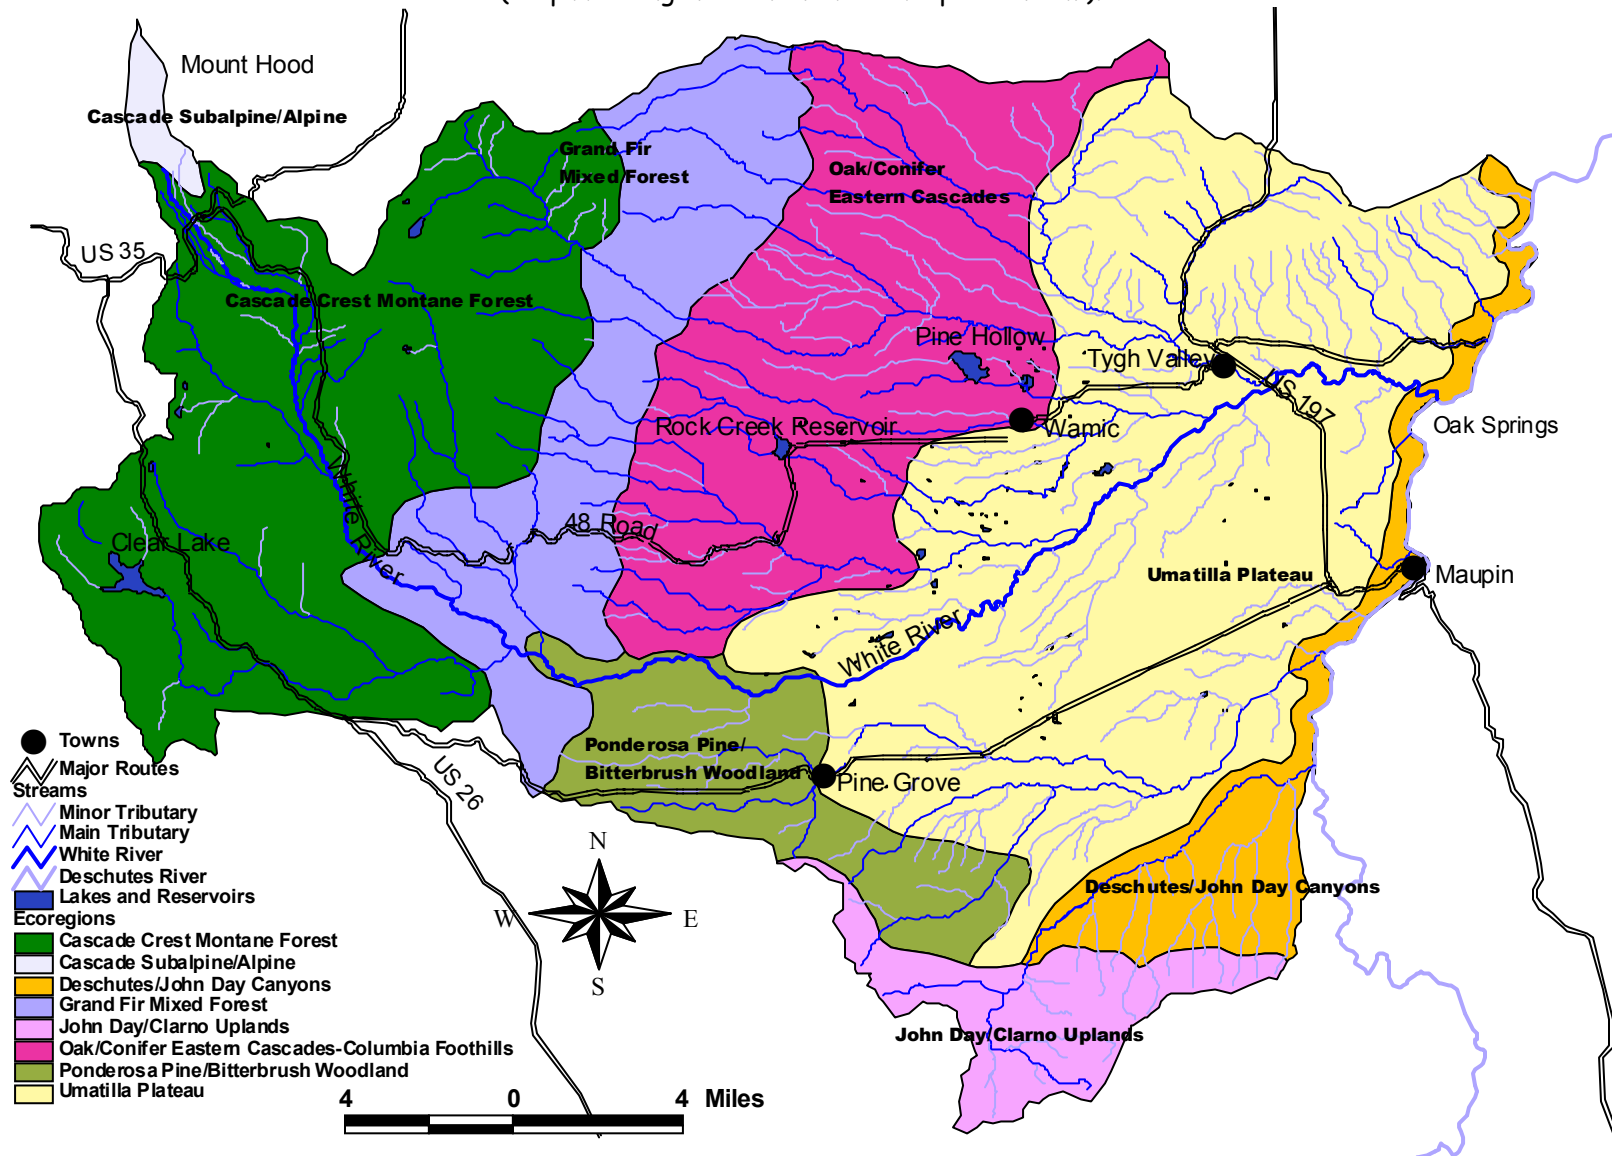 Mount Hood
Cascade Subalpine/Alpine
Grand Fir
Mixed Forest
Oak/Conifer
Eastern Cascades
US 35
Cascade Crest Montane Forest
Pine Hollow
Tygh Valley
US 197
Rock Creek Reservoir
Wamic
Oak Springs
White River
48 Road
Clear Lake
Umatilla Plateau
Maupin
White River
Ponderosa Pine/
Bitterbrush Woodland
Pine Grove
US 26
Deschutes/John Day Canyons
John Day/Clarno Uplands
Towns
Major Routes
Streams
Minor Tributary
Main Tributary
White River
Deschutes River
Lakes and Reservoirs
Ecoregions
Cascade Crest Montane Forest
Cascade Subalpine/Alpine
Deschutes/John Day Canyons
Grand Fir Mixed Forest
John Day/Clarno Uplands
Oak/Conifer Eastern Cascades-Columbia Foothills
Ponderosa Pine/Bitterbrush Woodland
Umatilla Plateau
N
W E
S
4 0 4 Miles